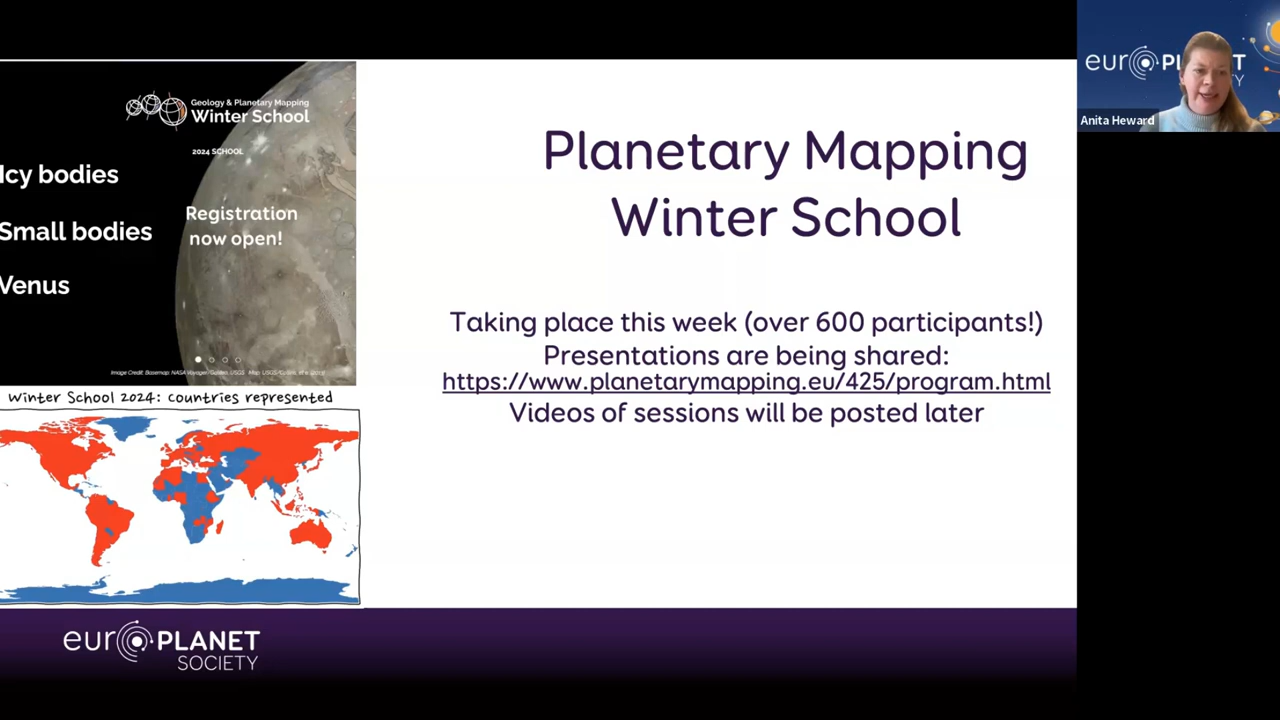 Geology & Planetary Mapping
Winter School
2024 SCHOOL
Icy bodies
Small bodies
Venus
Registration
now open!
Winter School 2024: countries represented
Planetary Mapping
Winter School
Taking place this week (over 600 participants!)
Presentations are being shared:
https://www.planetarymapping.eu/425/program.html
Videos of sessions will be posted later
euroPLANET
SOCIETY
Anita Heward